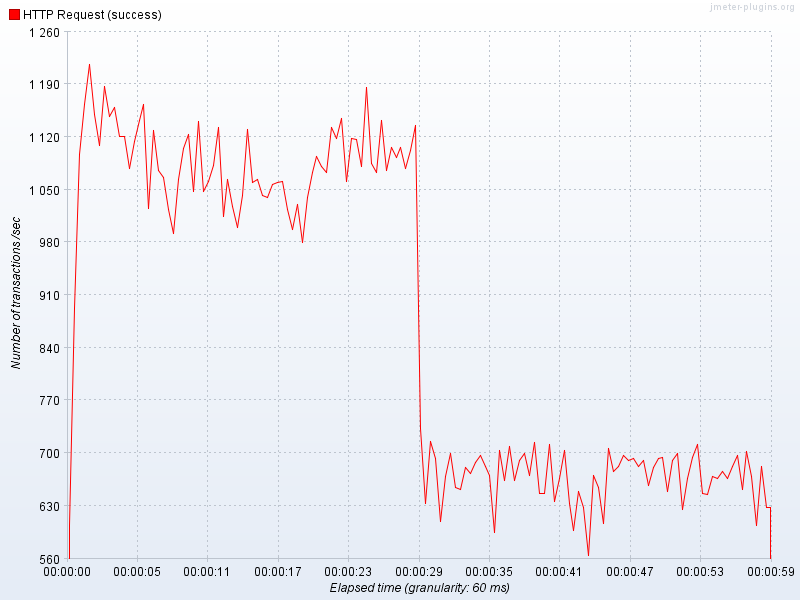 jmeter-plugins.org
HTTP Request (success)
1 260
1 190
1 120
1 050
980
910
840
770
700
630
560
Number of transactions /sec
00:00:00 00:00:05 00:00:11 00:00:17 00:00:23 00:00:29 00:00:35 00:00:41 00:00:47 00:00:53 00:00:59
Elapsed time (granularity: 60 ms)